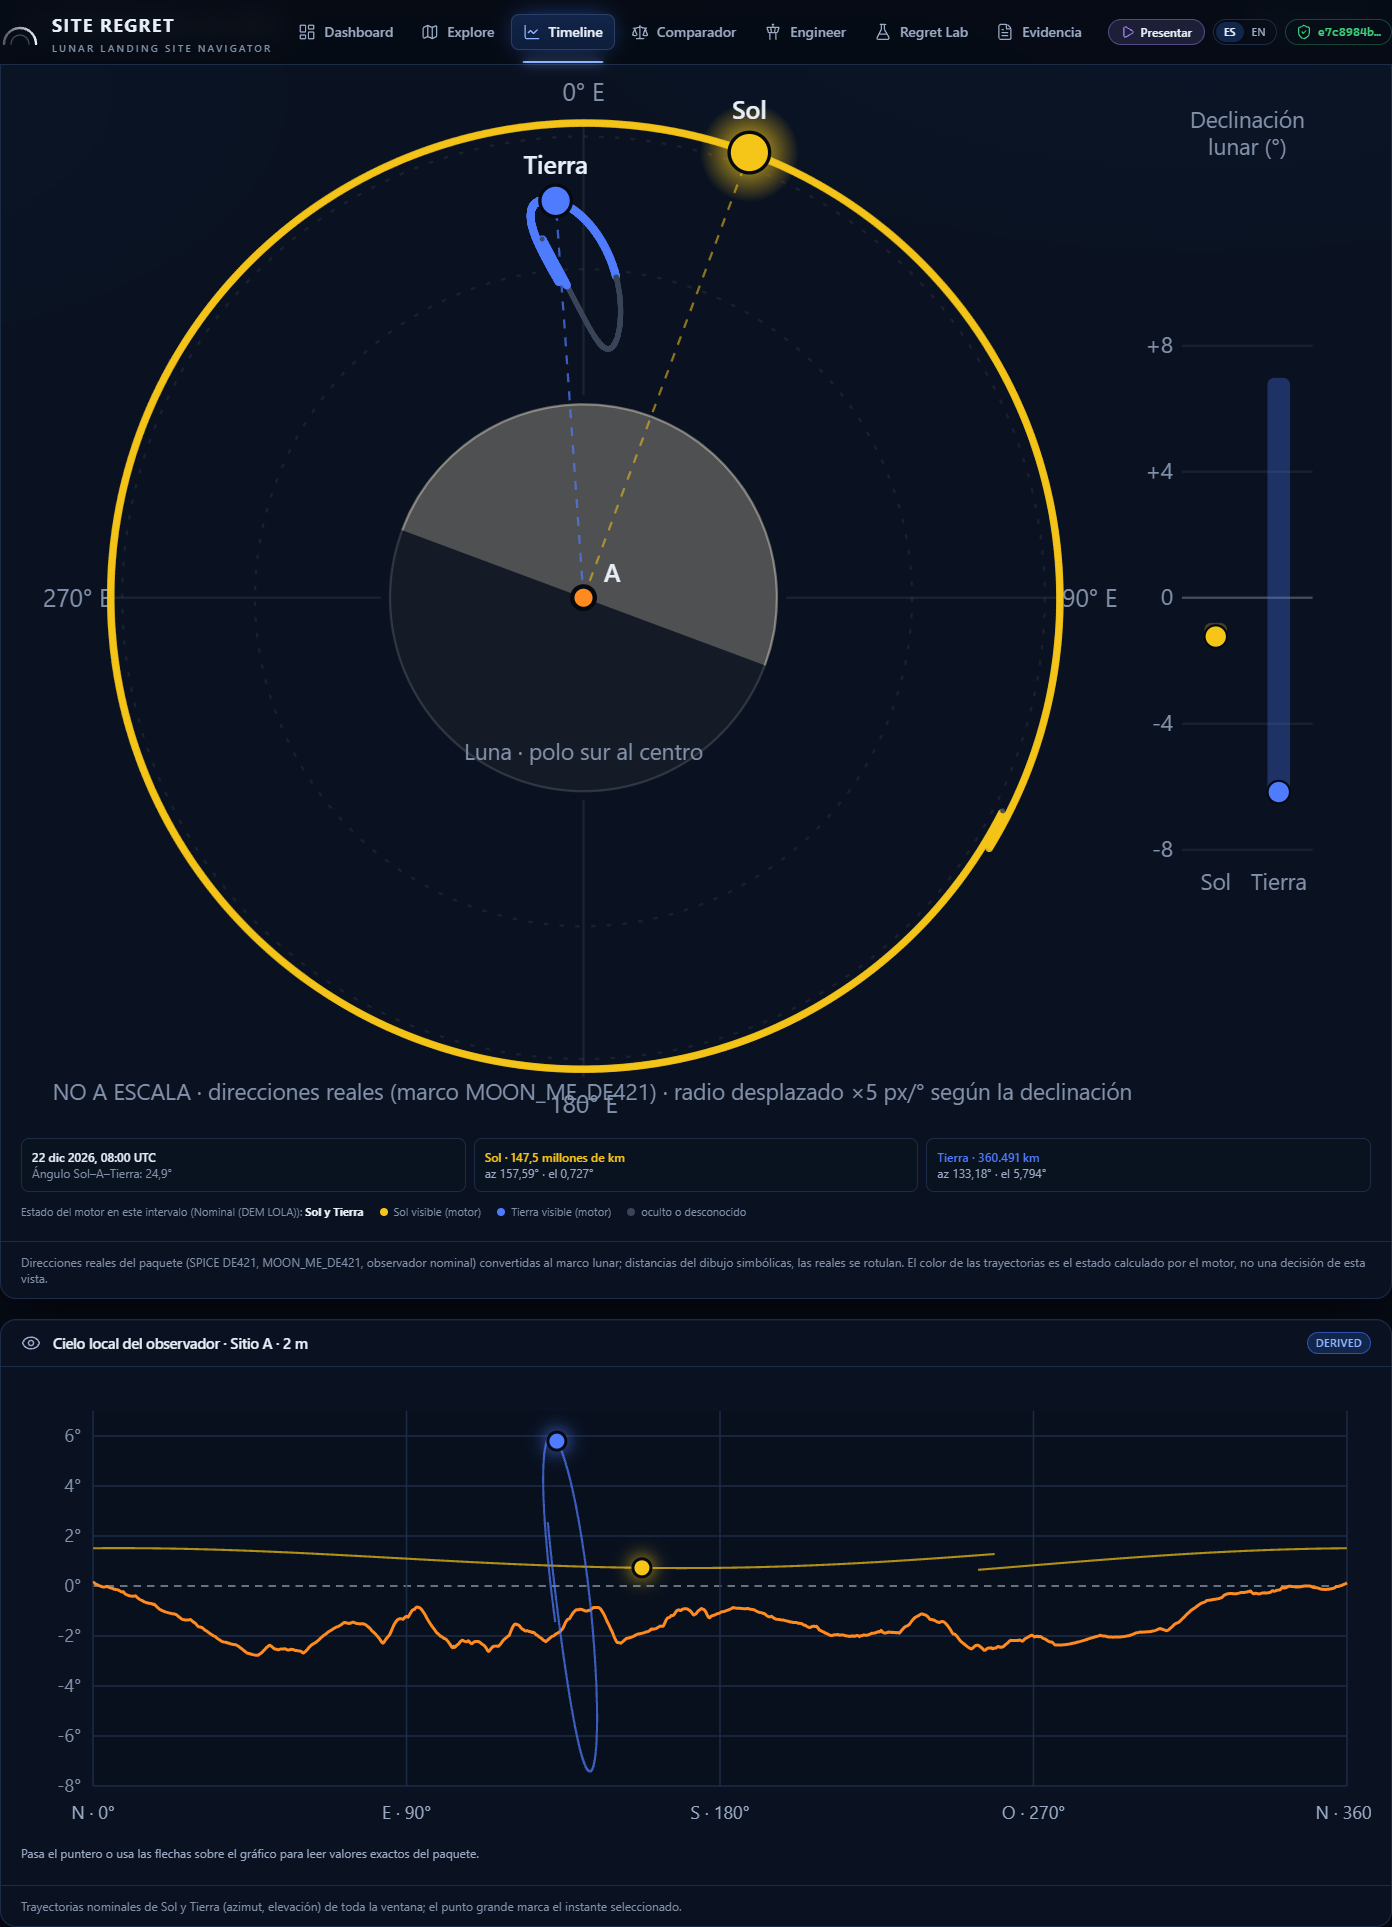 SITE REGRET
LUNAR LANDING SITE NAVIGATOR
Dashboard
Explore
Timeline
Comparador
Engineer
Regret Lab
Evidencia
Presentar
ES EN
e7c8984b…
0° E
Sol
Tierra
Declinación
lunar (°)
+8
+4
A
270° E
90° E
0
Luna · polo sur al centro
-4
-8
Sol Tierra
NO A ESCALA · direcciones reales (marco MOON_ME_DE421) · radio desplazado ×5 px/° según la declinación
180° E
22 dic 2026, 08:00 UTC
Ángulo Sol–A–Tierra: 24,9°
Sol · 147,5 millones de km
az 157,59° · el 0,727°
Tierra · 360.491 km
az 133,18° · el 5,794°
Estado del motor en este intervalo (Nominal (DEM LOLA)): Sol y Tierra Sol visible (motor) Tierra visible (motor) oculto o desconocido
Direcciones reales del paquete (SPICE DE421, MOON_ME_DE421, observador nominal) convertidas al marco lunar; distancias del dibujo simbólicas, las reales se rotulan. El color de las trayectorias es el estado calculado por el motor, no una decisión de esta
vista.
Cielo local del observador · Sitio A · 2 m
DERIVED
6°
4°
2°
0°
-2°
-4°
-6°
-8°
N · 0° E · 90° S · 180° O · 270° N · 360
Pasa el puntero o usa las flechas sobre el gráfico para leer valores exactos del paquete.
Trayectorias nominales de Sol y Tierra (azimut, elevación) de toda la ventana; el punto grande marca el instante seleccionado.